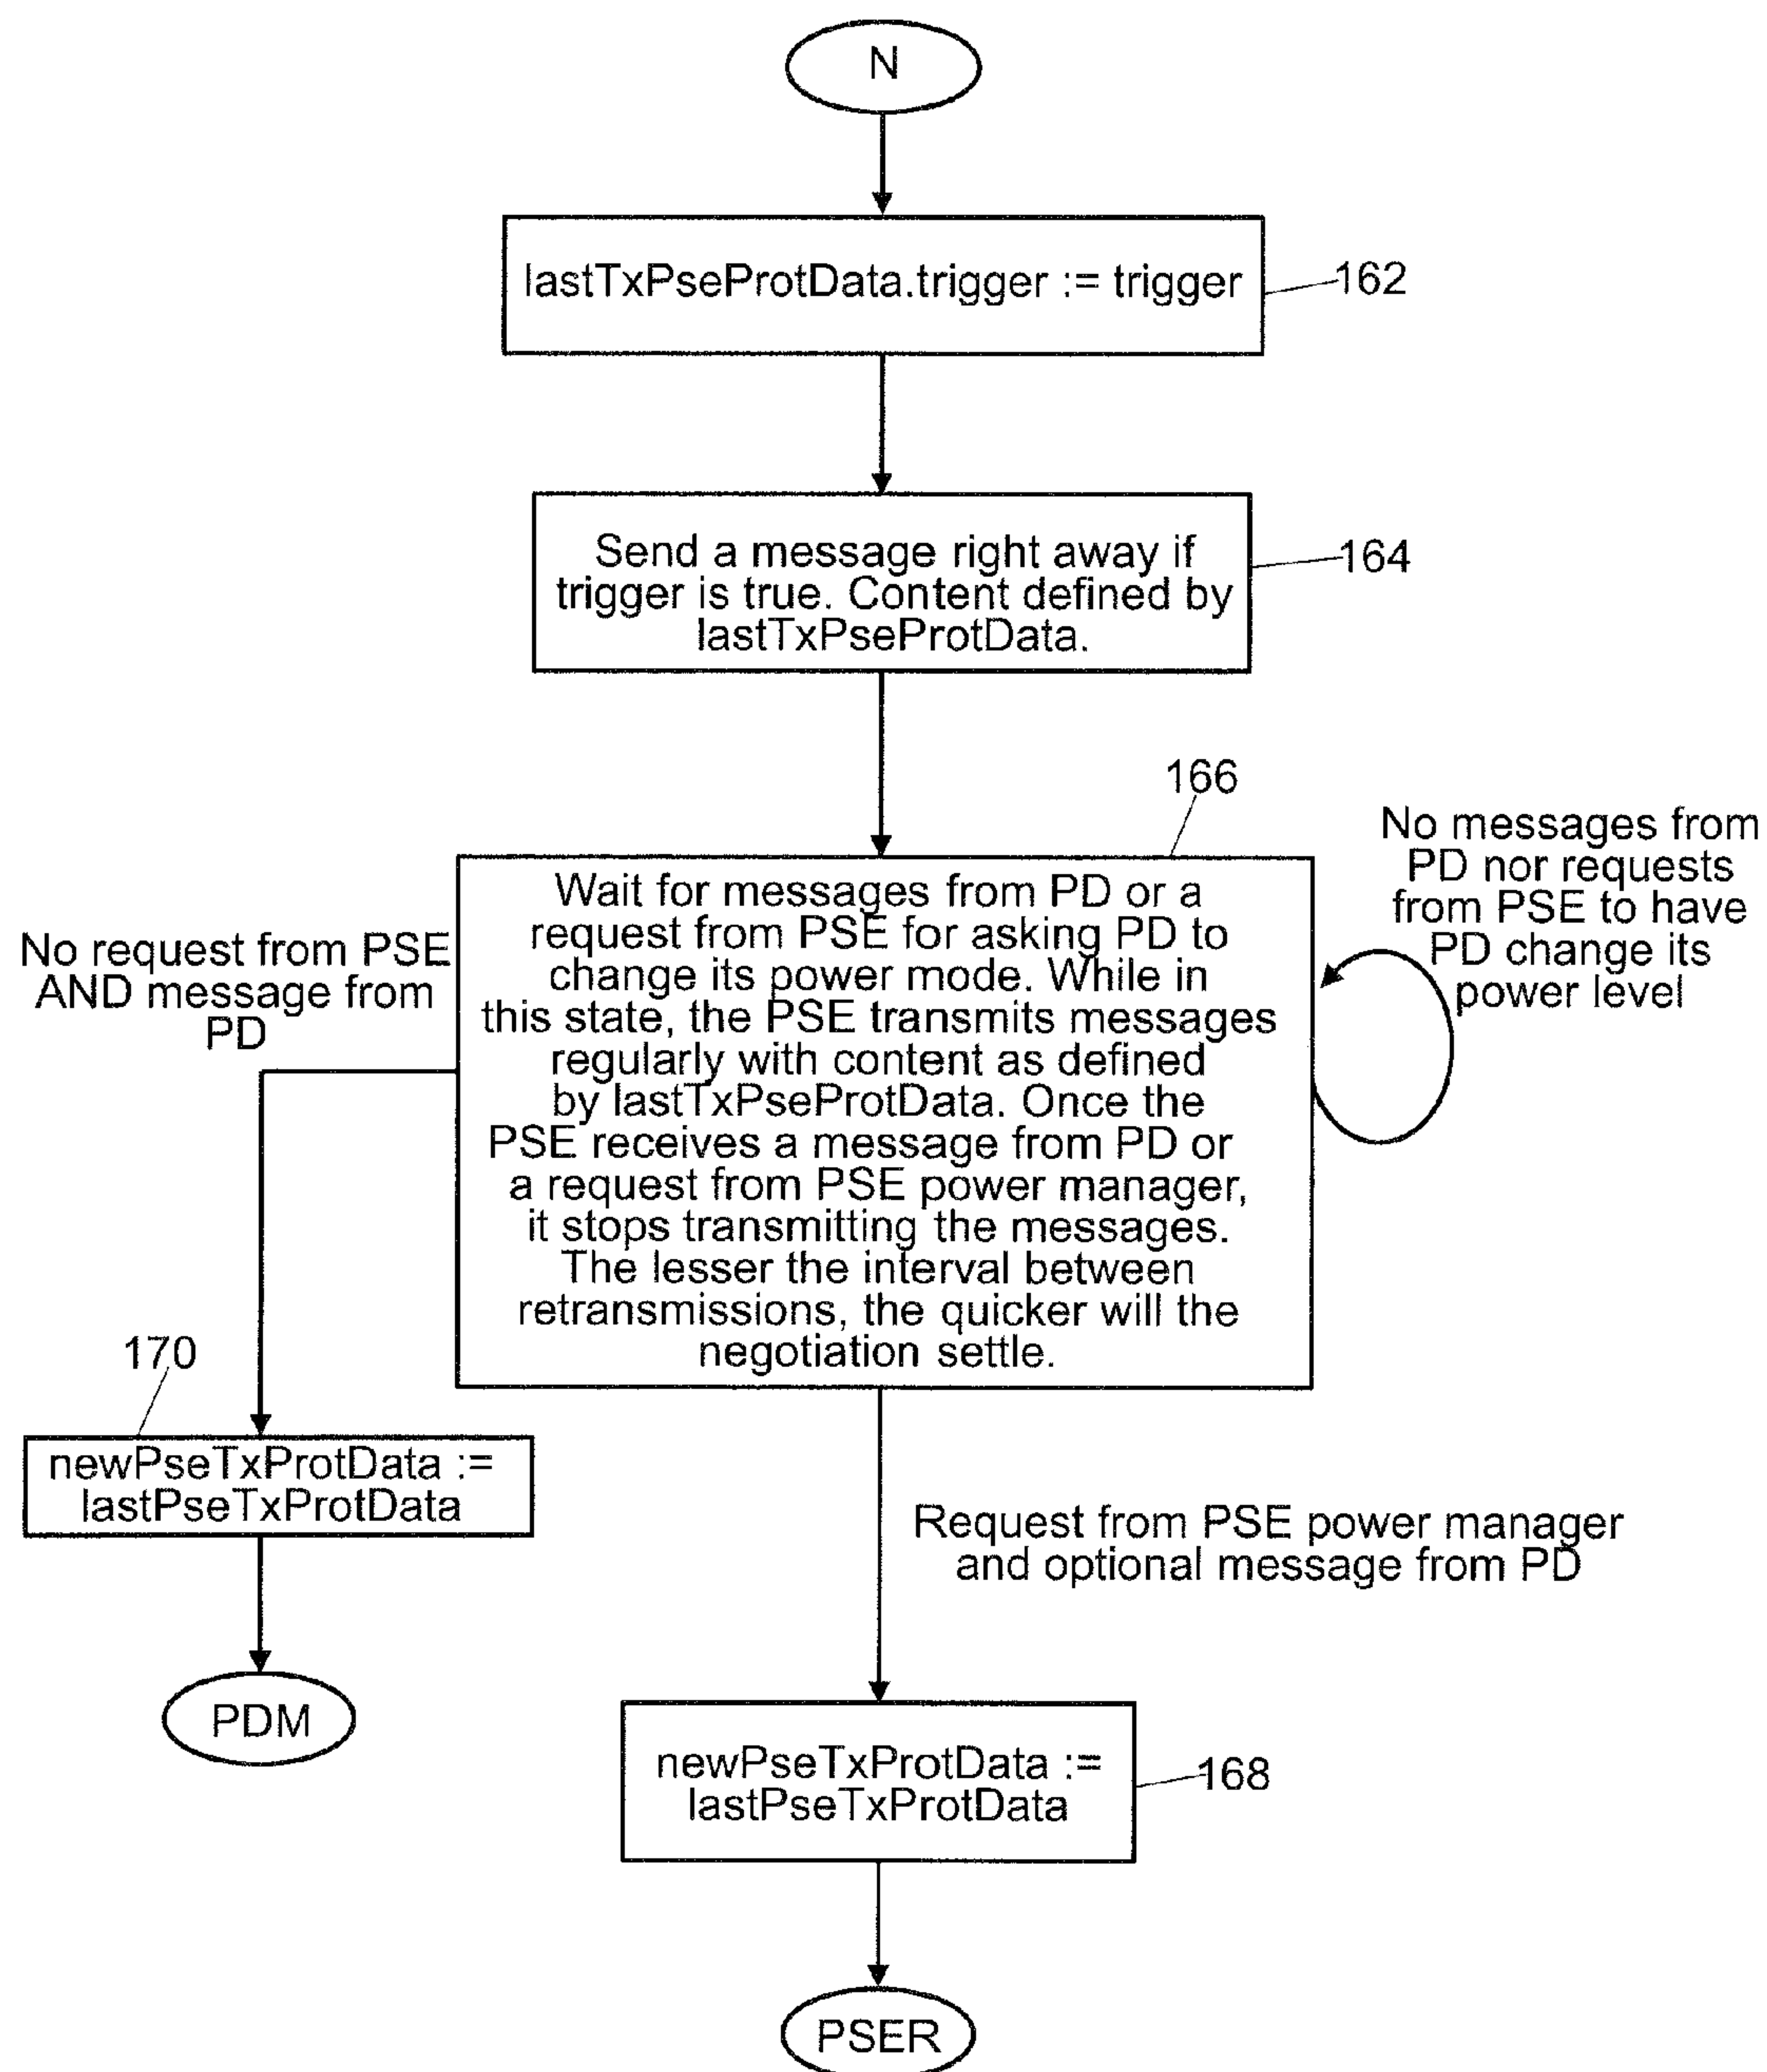 N
lastTxPseProtData.trigger := trigger
162
Send a message right away if
trigger is true. Content defined by
lastTxPseProtData.
164
166
Wait for messages from PD or a
request from PSE for asking PD to
change its power mode. While in
this state, the PSE transmits messages
regularly with content as defined
by lastTxPseProtData. Once the
PSE receives a message from PD or
a request from PSE power manager,
it stops transmitting the messages.
The lesser the interval between
retransmissions, the quicker will the
negotiation settle.
No messages from
PD nor requests
from PSE to have
PD change its
power level
No request from PSE
AND message from
PD
170
newPseTxProtData :=
lastPseTxProtData
PDM
Request from PSE power manager
and optional message from PD
newPseTxProtData :=
lastPseTxProtData
168
PSER